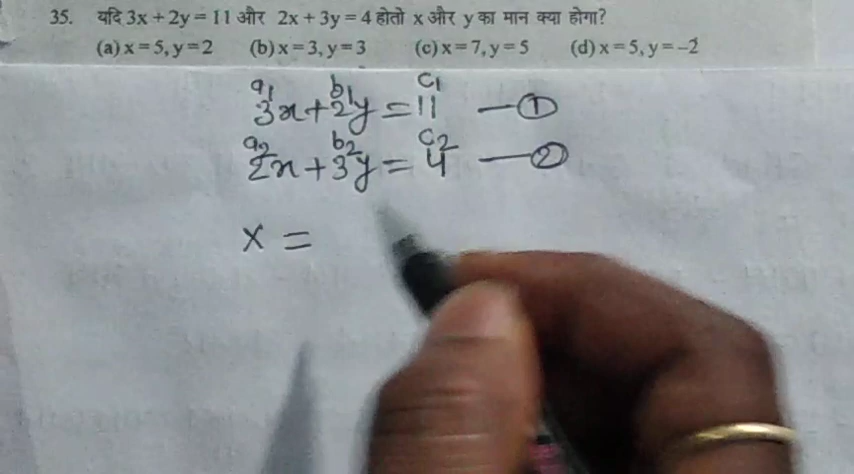 35. यदि 3x + 2y = 11 और 2x + 3y = 4 होतो x और y का मान क्या होगा?
(a) x = 5, y = 2 (b) x = 3, y = 3 (c) x = 7, y = 5 (d) x = 5, y = -2
a1 b1 c1
3x + 2y = 11 — ①
a2 b2 c2
2x + 3y = 4 — ②
x =